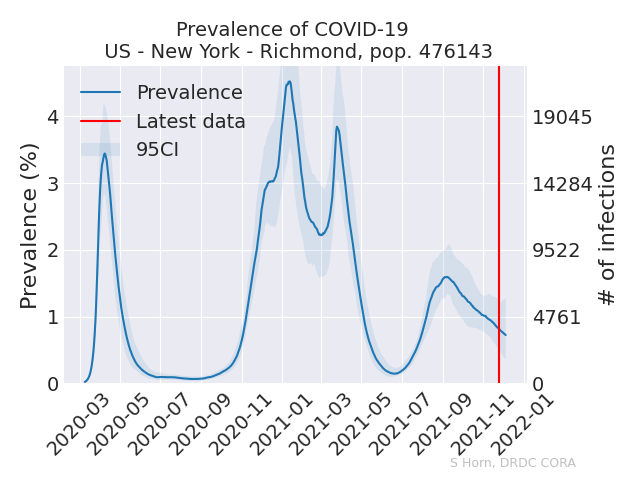 Prevalence of COVID-19
US - New York - Richmond, pop. 476143
Prevalence
Latest data
95CI
Prevalence (%)
4
3
2
1
0
19045
14284
9522
4761
0
# of infections
2020-03
2020-05
2020-07
2020-09
2020-11
2021-01
2021-03
2021-05
2021-07
2021-09
2021-11
2022-01
S Horn, DRDC CORA